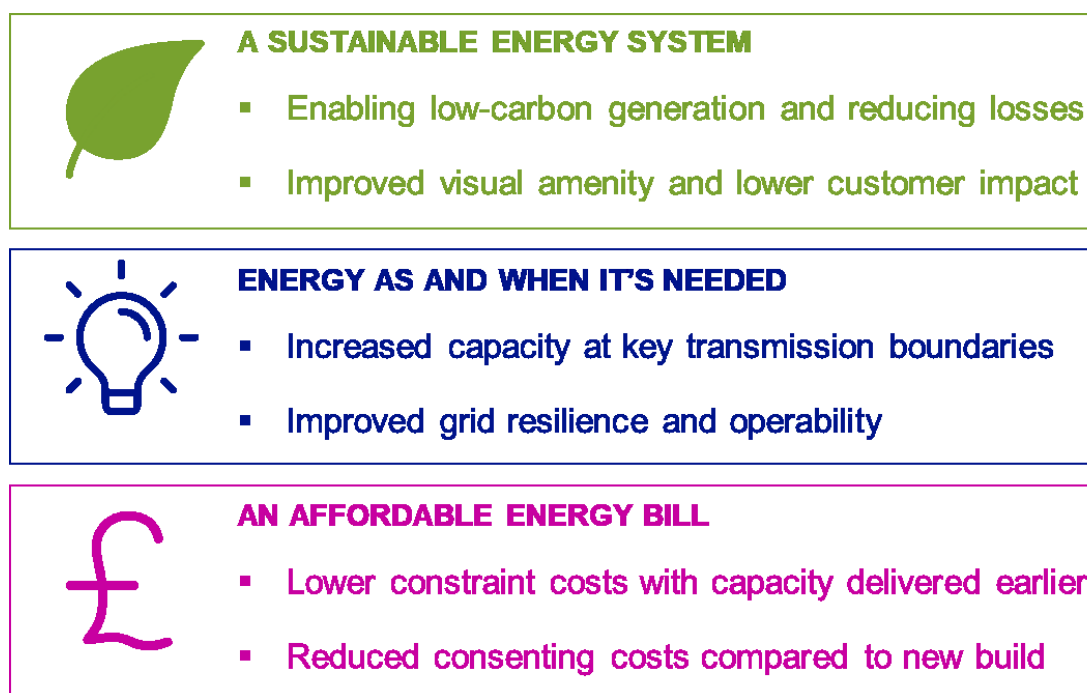 A SUSTAINABLE ENERGY SYSTEM
▪ Enabling low-carbon generation and reducing losses
▪ Improved visual amenity and lower customer impact
ENERGY AS AND WHEN IT’S NEEDED
▪ Increased capacity at key transmission boundaries
▪ Improved grid resilience and operability
£
AN AFFORDABLE ENERGY BILL
▪ Lower constraint costs with capacity delivered earlier
▪ Reduced consenting costs compared to new build